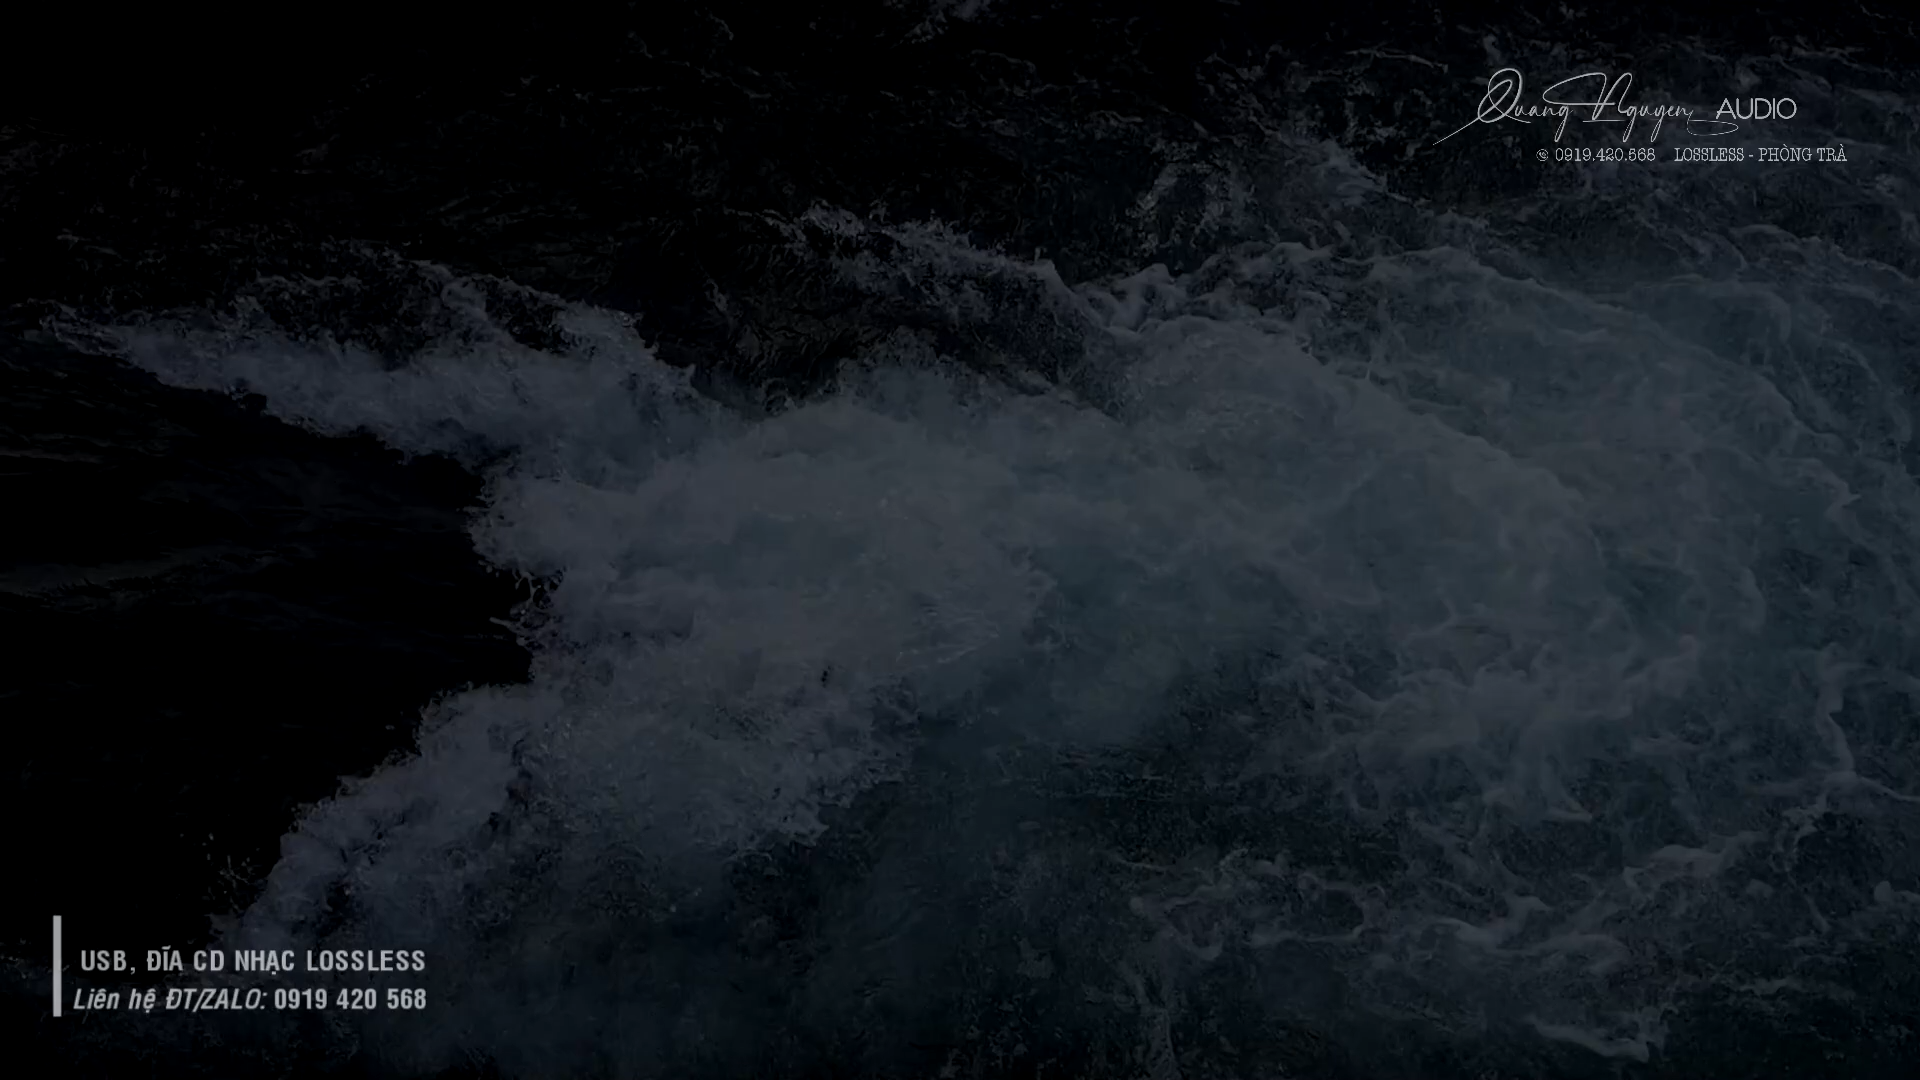 Quang Nguyen AUDIO
✆ 0919.420.568 LOSSLESS - PHÒNG TRÀ
USB, ĐĨA CD NHẠC LOSSLESS
Liên hệ ĐT/ZALO: 0919 420 568